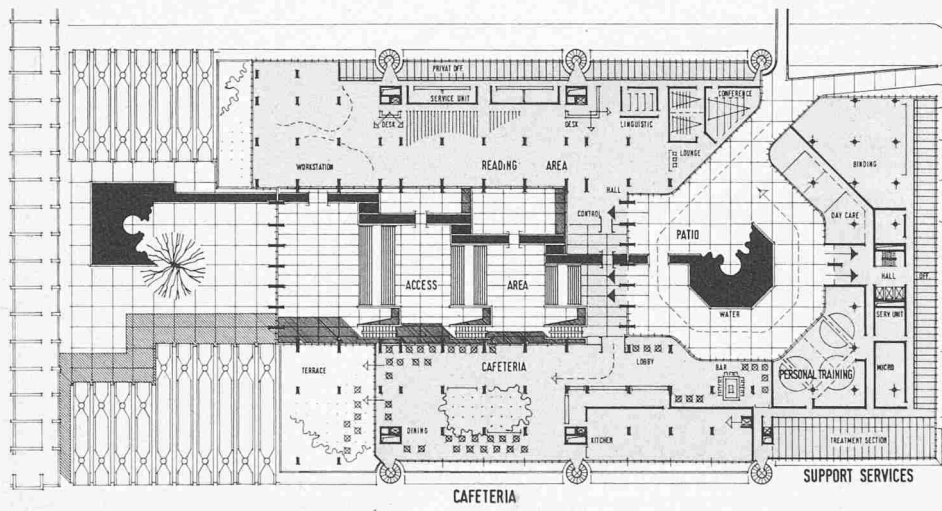 PRIVAT OFF
SERVICE UNIT
CONFERENCE
DESK
DESK
LINGUISTIC
LOUNGE
BINDING
WORKSTATION
READING AREA
HALL
CONTROL
DAY CARE
PATIO
ACCESS AREA
HALL
OFF
WATER
SERV UNIT
TERRACE
CAFETERIA
LOBBY
BAR
PERSONAL TRAINING
MICRO
DINING
KITCHEN
TREATMENT SECTION
SUPPORT SERVICES
CAFETERIA